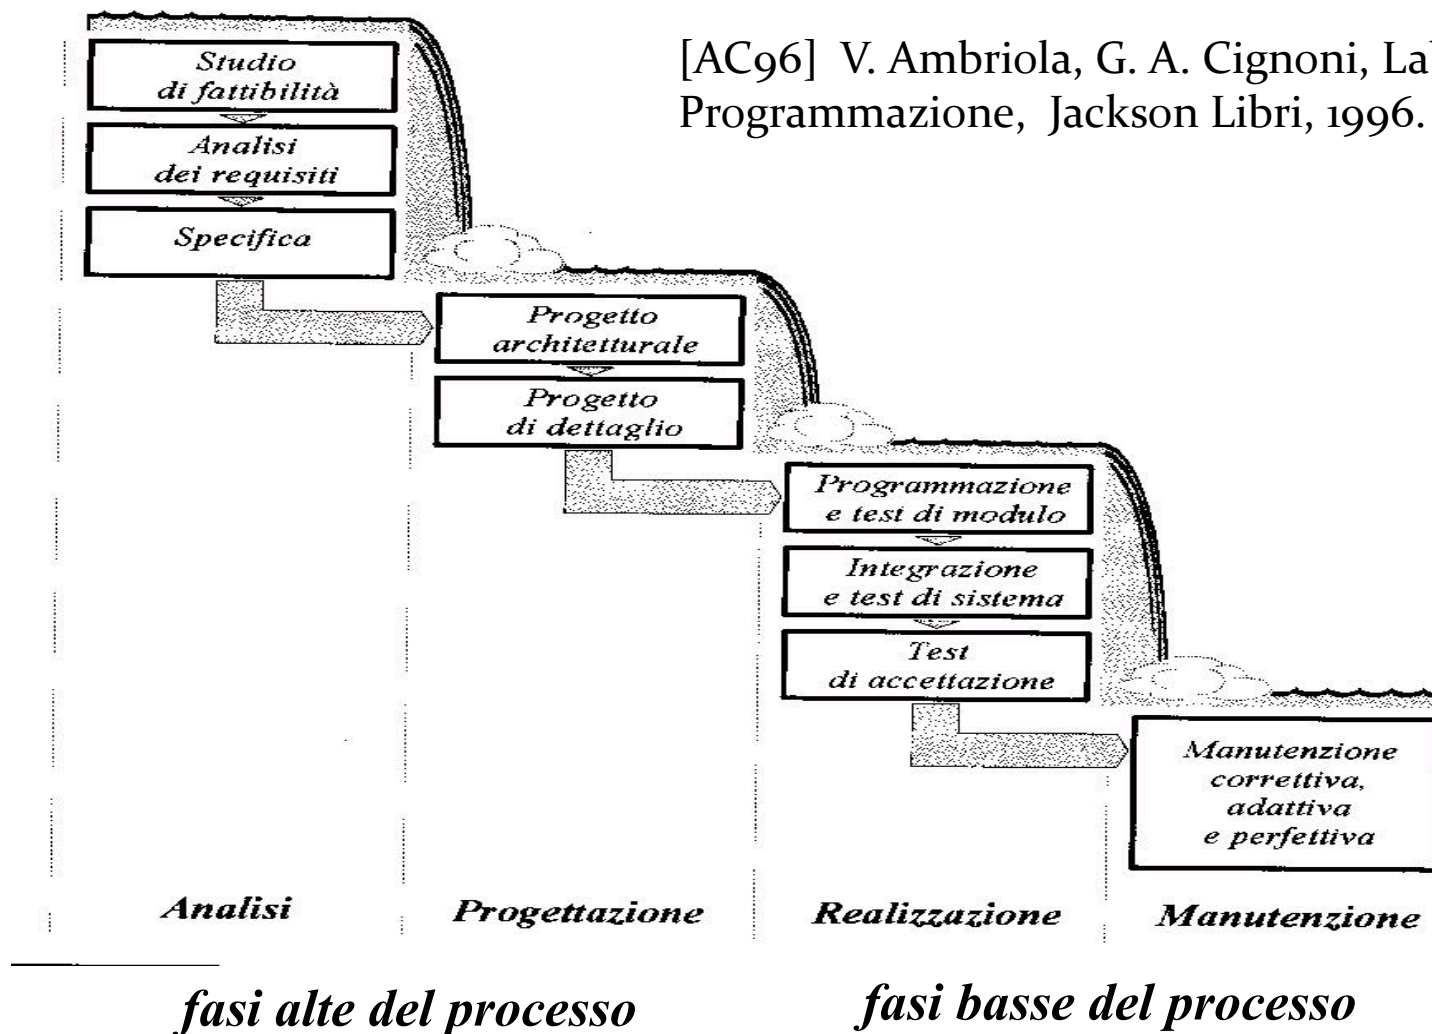 [AC96] V. Ambriola, G. A. Cignoni,
Programmazione, Jackson Libri, 1996.
Studio
di fattibilità
Analisi
dei requisiti
Specifica
Progetto
architetturale
Progetto
di dettaglio
Programmazione
e test di modulo
Integrazione
e test di sistema
Test
di accettazione
Manutenzione
correttiva,
adattiva
e perfettiva
Analisi
Progettazione
Realizzazione
Manutenzione
fasi alte del processo
fasi basse del processo